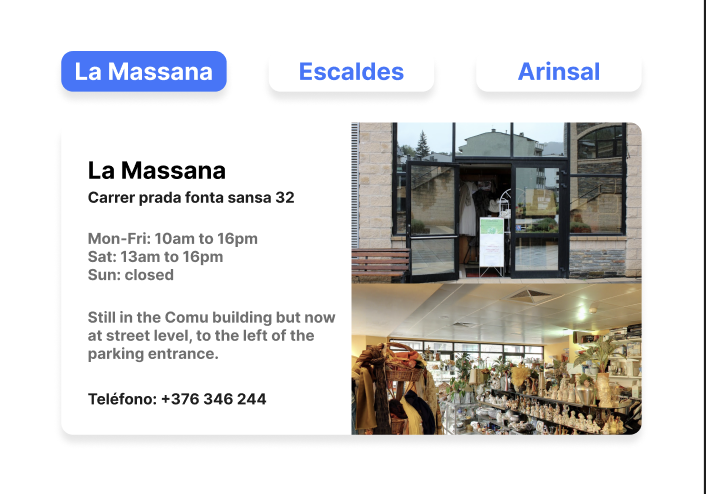 La Massana
Escaldes
Arinsal
La Massana
Carrer prada fonta sansa 32
Mon-Fri: 10am to 16pm
Sat: 13am to 16pm
Sun: closed
Still in the Comu building but now
at street level, to the left of the
parking entrance.
Teléfono: +376 346 244